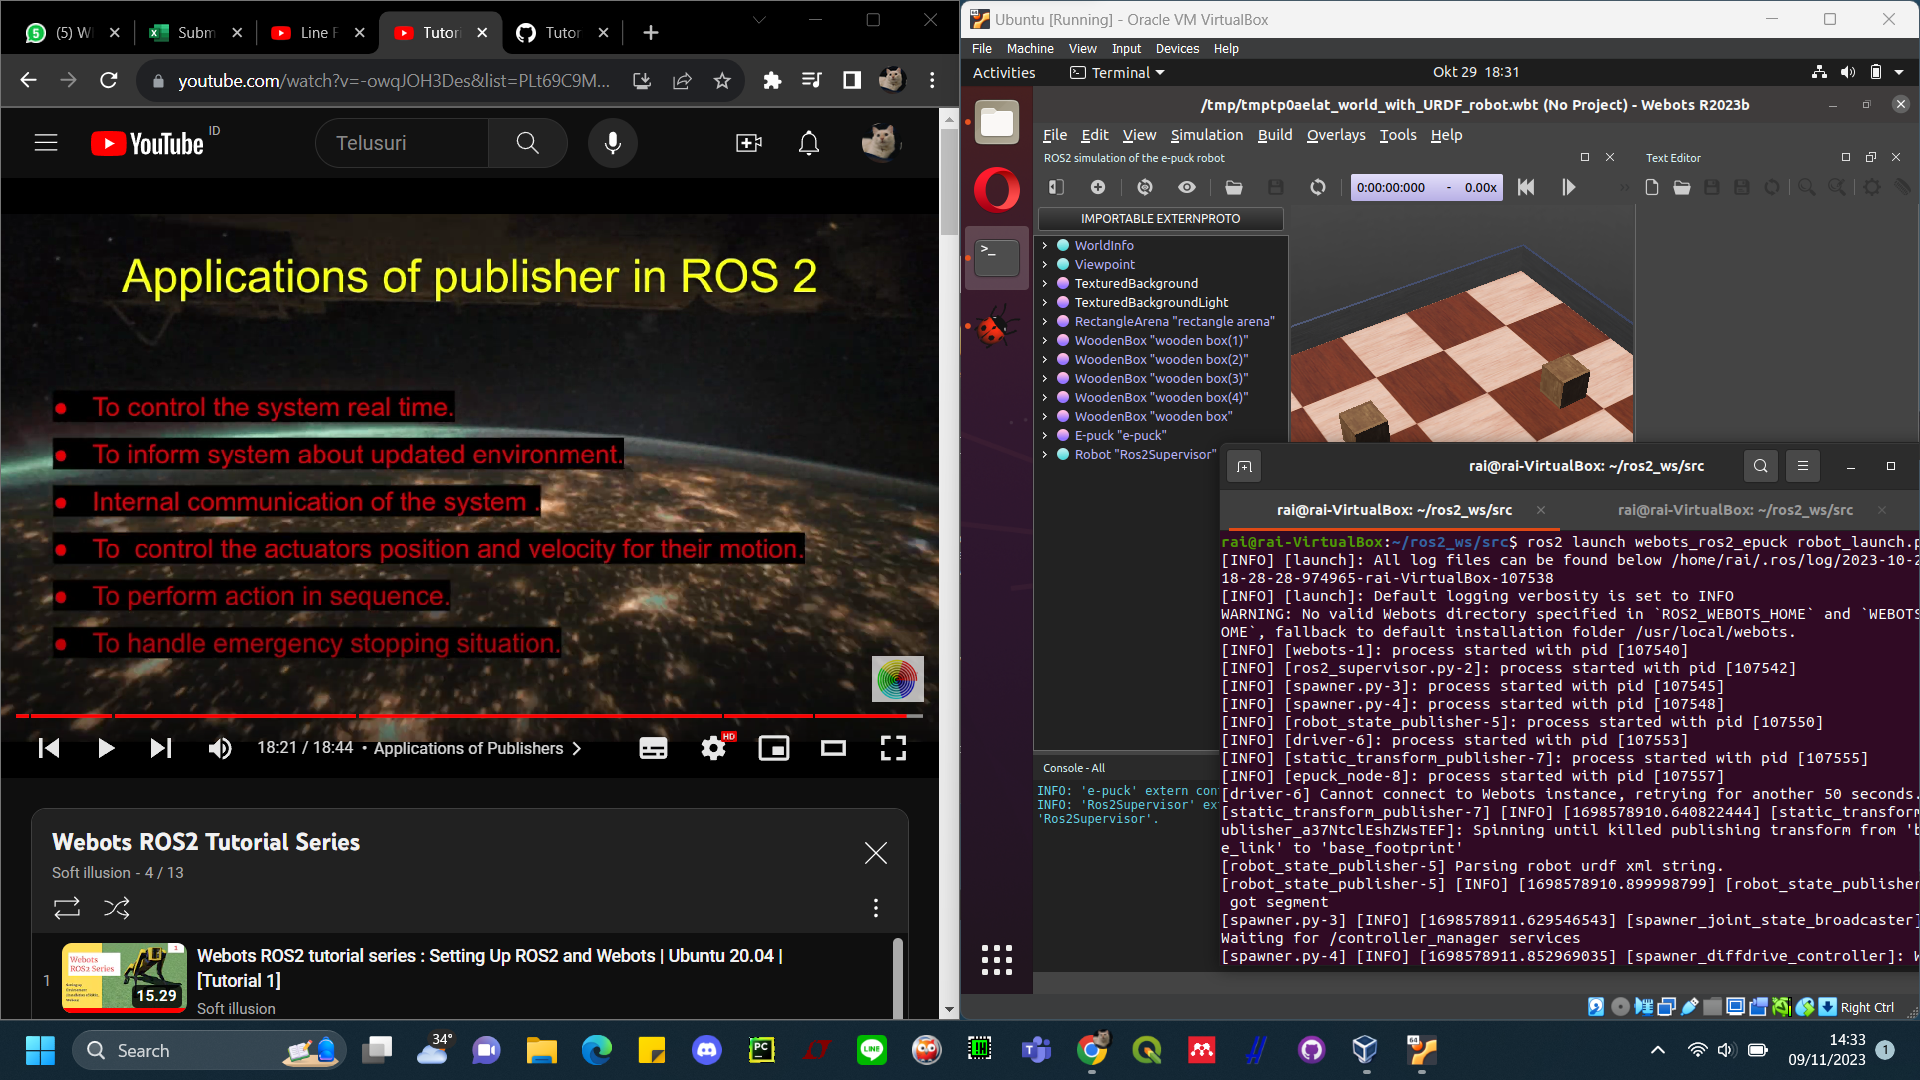 (5) W
Subm
Line F
Tutori
Tutor
youtube.com/watch?v=-owqJOH3Des&list=PLt69C9M...
YouTube ID
Telusuri
Applications of publisher in ROS 2
To control the system real time.
To inform system about updated environment.
Internal communication of the system .
To control the actuators position and velocity for their motion.
To perform action in sequence.
To handle emergency stopping situation.
18:21 / 18:44 • Applications of Publishers
HD
Webots ROS2 Tutorial Series
Soft illusion - 4 / 13
1
Webots
ROS2 Series
15.29
Webots ROS2 tutorial series : Setting Up ROS2 and Webots | Ubuntu 20.04 |
[Tutorial 1]
Soft illusion
Ubuntu [Running] - Oracle VM VirtualBox
File Machine View Input Devices Help
Activities Terminal Okt 29 18:31
/tmp/tmptp0aelat_world_with_URDF_robot.wbt (No Project) - Webots R2023b
File Edit View Simulation Build Overlays Tools Help
ROS2 simulation of the e-puck robot
Text Editor
0:00:00:000 - 0.00x
IMPORTABLE EXTERNPROTO
WorldInfo
Viewpoint
TexturedBackground
TexturedBackgroundLight
RectangleArena "rectangle arena"
WoodenBox "wooden box(1)"
WoodenBox "wooden box(2)"
WoodenBox "wooden box(3)"
WoodenBox "wooden box(4)"
WoodenBox "wooden box"
E-puck "e-puck"
Robot "Ros2Supervisor"
Console - All
INFO: 'e-puck' extern con
INFO: 'Ros2Supervisor' ex
'Ros2Supervisor'.
rai@rai-VirtualBox: ~/ros2_ws/src
rai@rai-VirtualBox: ~/ros2_ws/src
rai@rai-VirtualBox: ~/ros2_ws/src
rai@rai-VirtualBox:~/ros2_ws/src$ ros2 launch webots_ros2_epuck robot_launch.p
[INFO] [launch]: All log files can be found below /home/rai/.ros/log/2023-10-2
18-28-28-974965-rai-VirtualBox-107538
[INFO] [launch]: Default logging verbosity is set to INFO
WARNING: No valid Webots directory specified in `ROS2_WEBOTS_HOME` and `WEBOTS
OME`, fallback to default installation folder /usr/local/webots.
[INFO] [webots-1]: process started with pid [107540]
[INFO] [ros2_supervisor.py-2]: process started with pid [107542]
[INFO] [spawner.py-3]: process started with pid [107545]
[INFO] [spawner.py-4]: process started with pid [107548]
[INFO] [robot_state_publisher-5]: process started with pid [107550]
[INFO] [driver-6]: process started with pid [107553]
[INFO] [static_transform_publisher-7]: process started with pid [107555]
[INFO] [epuck_node-8]: process started with pid [107557]
[driver-6] Cannot connect to Webots instance, retrying for another 50 seconds.
[static_transform_publisher-7] [INFO] [1698578910.640822444] [static_transform
ublisher_a37NtclEshZWsTEF]: Spinning until killed publishing transform from 'b
e_link' to 'base_footprint'
[robot_state_publisher-5] Parsing robot urdf xml string.
[robot_state_publisher-5] [INFO] [1698578910.899998799] [robot_state_publisher
got segment
[spawner.py-3] [INFO] [1698578911.629546543] [spawner_joint_state_broadcaster]
Waiting for /controller_manager services
[spawner.py-4] [INFO] [1698578911.852969035] [spawner_diffdrive_controller]: W
Right Ctrl
Search
34°
PC
LINE
14:33
09/11/2023
1